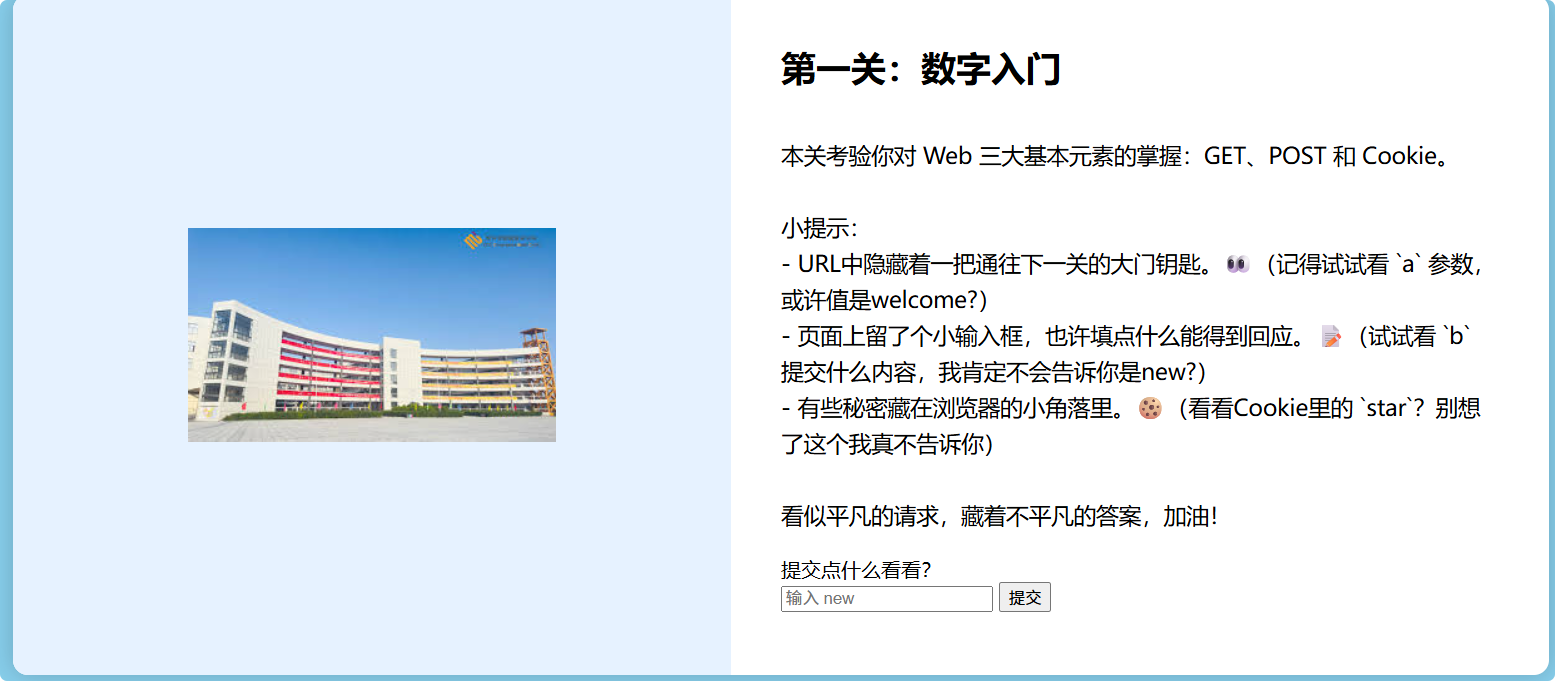 第一关：数字入门
本关考验你对 Web 三大基本元素的掌握：GET、POST 和 Cookie。
小提示：
- URL中隐藏着一把通往下一关的大门钥匙。👀（记得试试看 `a` 参数，
或许值是welcome?）
- 页面上留了个小输入框，也许填点什么能得到回应。📝（试试看 `b`
提交什么内容，我肯定不会告诉你是new?）
- 有些秘密藏在浏览器的小角落里。🍪（看看Cookie里的 `star`？别想
了这个我真不告诉你）
看似平凡的请求，藏着不平凡的答案，加油！
提交点什么看看？
输入 new 提交